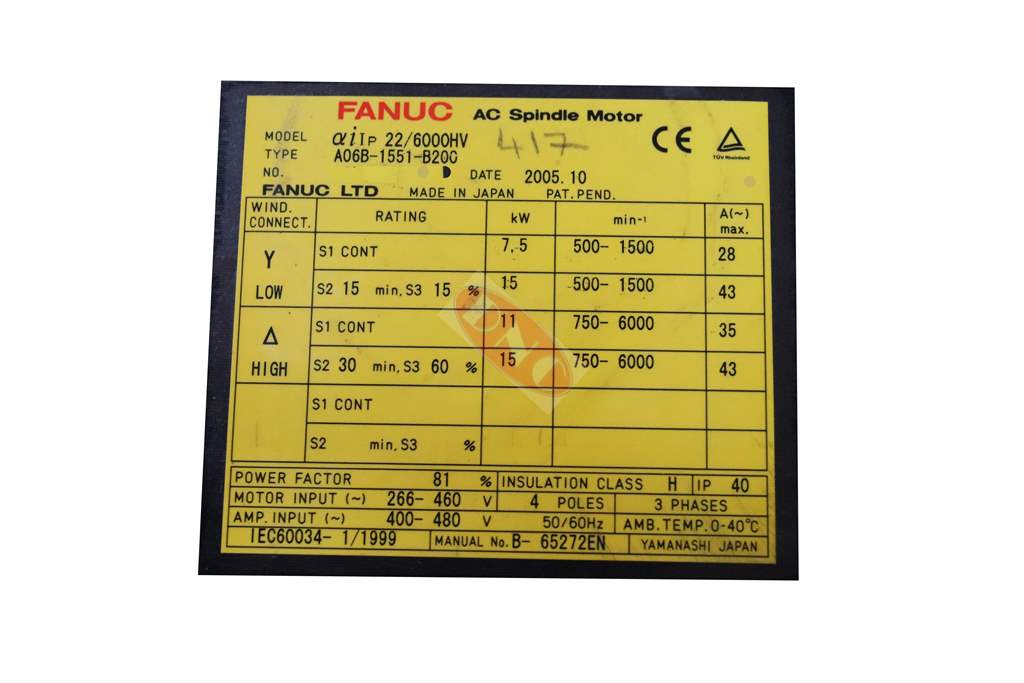 FANUC AC Spindle Motor
MODEL αiIP 22/6000HV
417
TYPE A06B-1551-B200
NO. DATE 2005.10
FANUC LTD MADE IN JAPAN PAT.PEND.
CE
TÜV Rheinland
WIND. CONNECT. RATING kW min-1 A(~) max.
Y LOW
S1 CONT 7,5 500- 1500 28
S2 15 min, S3 15 % 15 500- 1500 43
Δ HIGH
S1 CONT 11 750- 6000 35
S2 30 min, S3 60 % 15 750- 6000 43
S1 CONT
S2 min, S3 %
DNC
POWER FACTOR 81 % INSULATION CLASS H IP 40
MOTOR INPUT (~) 266- 460 V 4 POLES 3 PHASES
AMP. INPUT (~) 400- 480 V 50/60Hz AMB.TEMP.0-40°C
IEC60034- 1/1999 MANUAL No. B- 65272EN YAMANASHI JAPAN